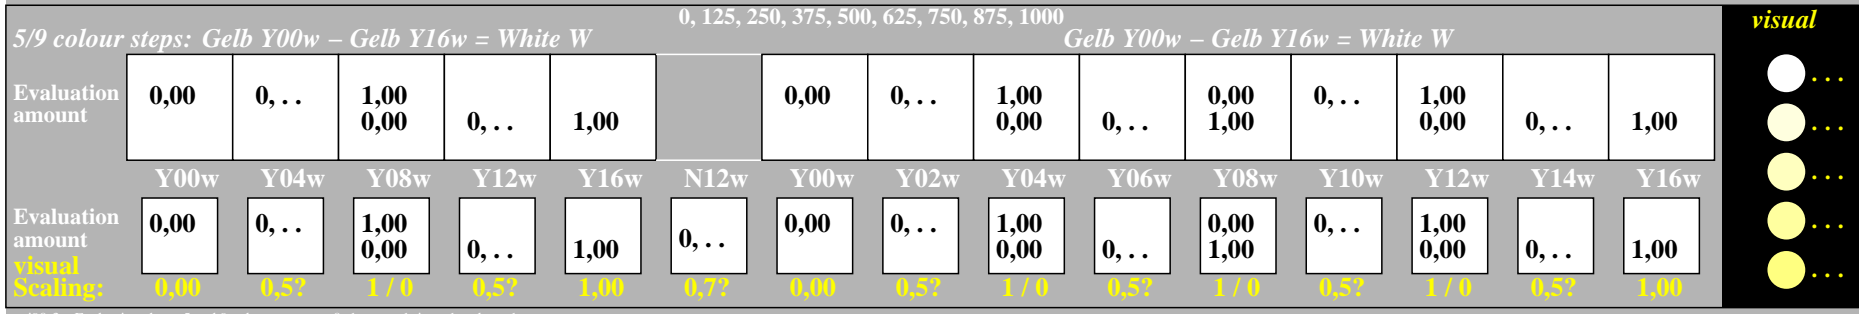 0, 125, 250, 375, 500, 625, 750, 875, 1000
visual
5/9 colour steps: Gelb Y00w – Gelb Y16w = White W
Gelb Y00w – Gelb Y16w = White W
Evaluation
amount
0,00 0, . . 1,00 0,00 0, . . 1,00 0,00 0, . . 1,00
0,00 0, . . 1,00 0,00 0, . . 1,00 0,00 0, . . 1,00
Y00w Y04w Y08w Y12w Y16w N12w Y00w Y02w Y04w Y06w Y08w Y10w Y12w Y14w Y16w
Evaluation
amount
0,00 0, . . 1,00 0,00 0, . . 1,00 0,00 0, . . 1,00
0,00 0, . . 1,00 0, . . 0,00 0, . . 1,00 0,00 0, . . 1,00
visual
Scaling: 0,00 0,5? 1 / 0 0,5? 1,00 0,7? 0,00 0,5? 1 / 0 0,5? 1 / 0 0,5? 1 / 0 0,5? 1,00
. . .
. . .
. . .
. . .
. . .